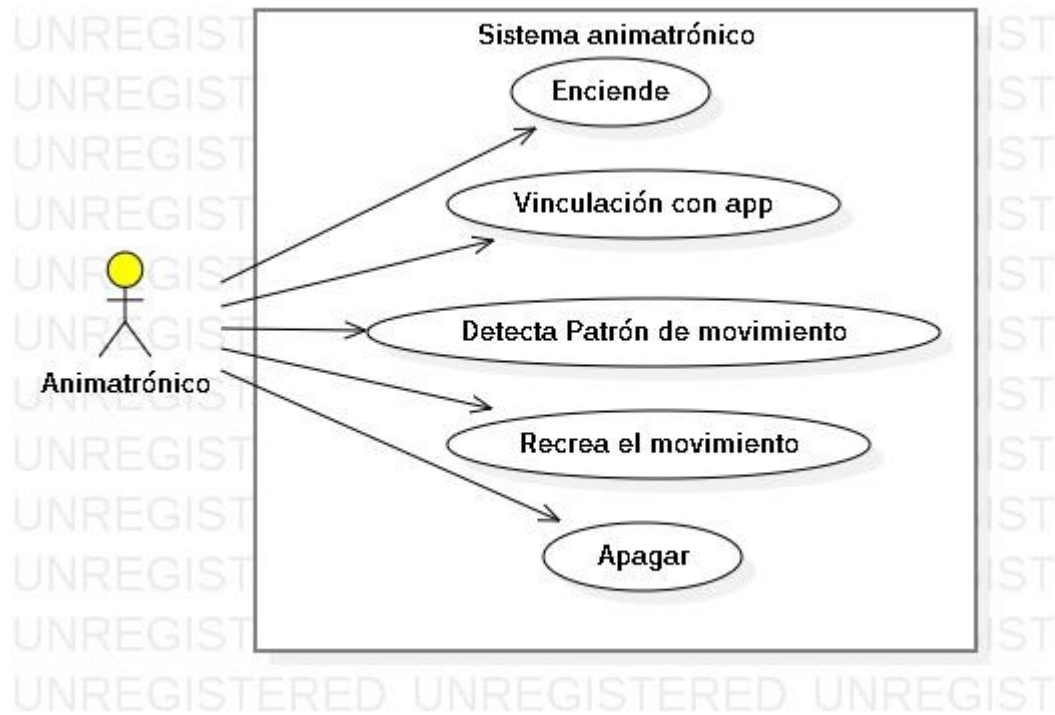 Sistema animatrónico
Enciende
Vinculación con app
Detecta Patrón de movimiento
Animatrónico
Recrea el movimiento
Apagar
UNREGISTERED UNREGISTERED UNREGIST